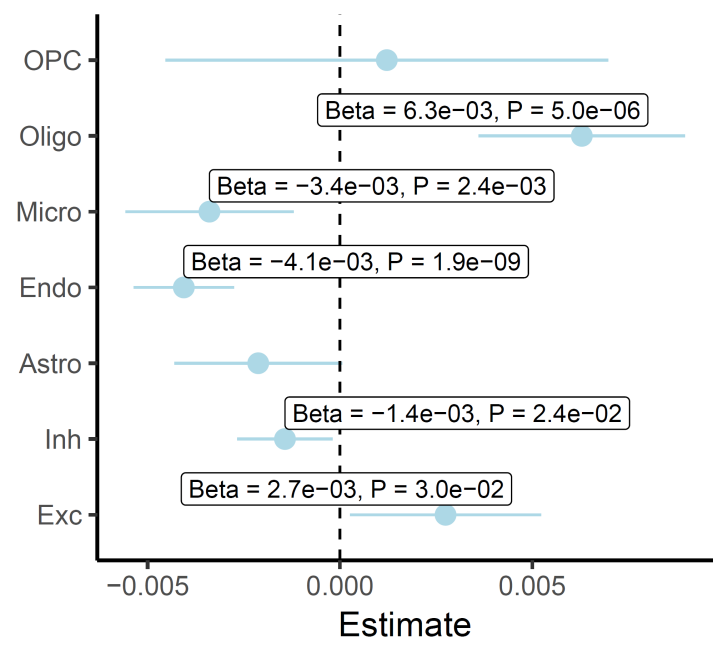 OPC
Beta = 6.3e−03, P = 5.0e−06
Oligo
Beta = −3.4e−03, P = 2.4e−03
Micro
Beta = −4.1e−03, P = 1.9e−09
Endo
Astro
Beta = −1.4e−03, P = 2.4e−02
Inh
Beta = 2.7e−03, P = 3.0e−02
Exc
−0.005 0.000 0.005
Estimate